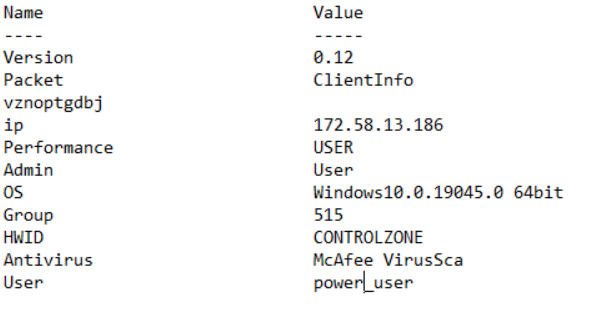 Name Value
---- -----
Version 0.12
Packet ClientInfo
vznoptgdbj
ip 172.58.13.186
Performance USER
Admin User
OS Windows10.0.19045.0 64bit
Group 515
HWID CONTROLZONE
Antivirus McAfee VirusSca
User power_user